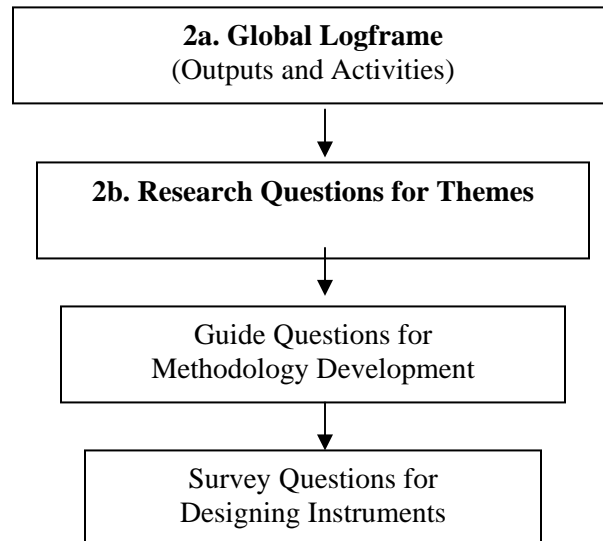 2a. Global Logframe
(Outputs and Activities)
2b. Research Questions for Themes
Guide Questions for
Methodology Development
Survey Questions for
Designing Instruments